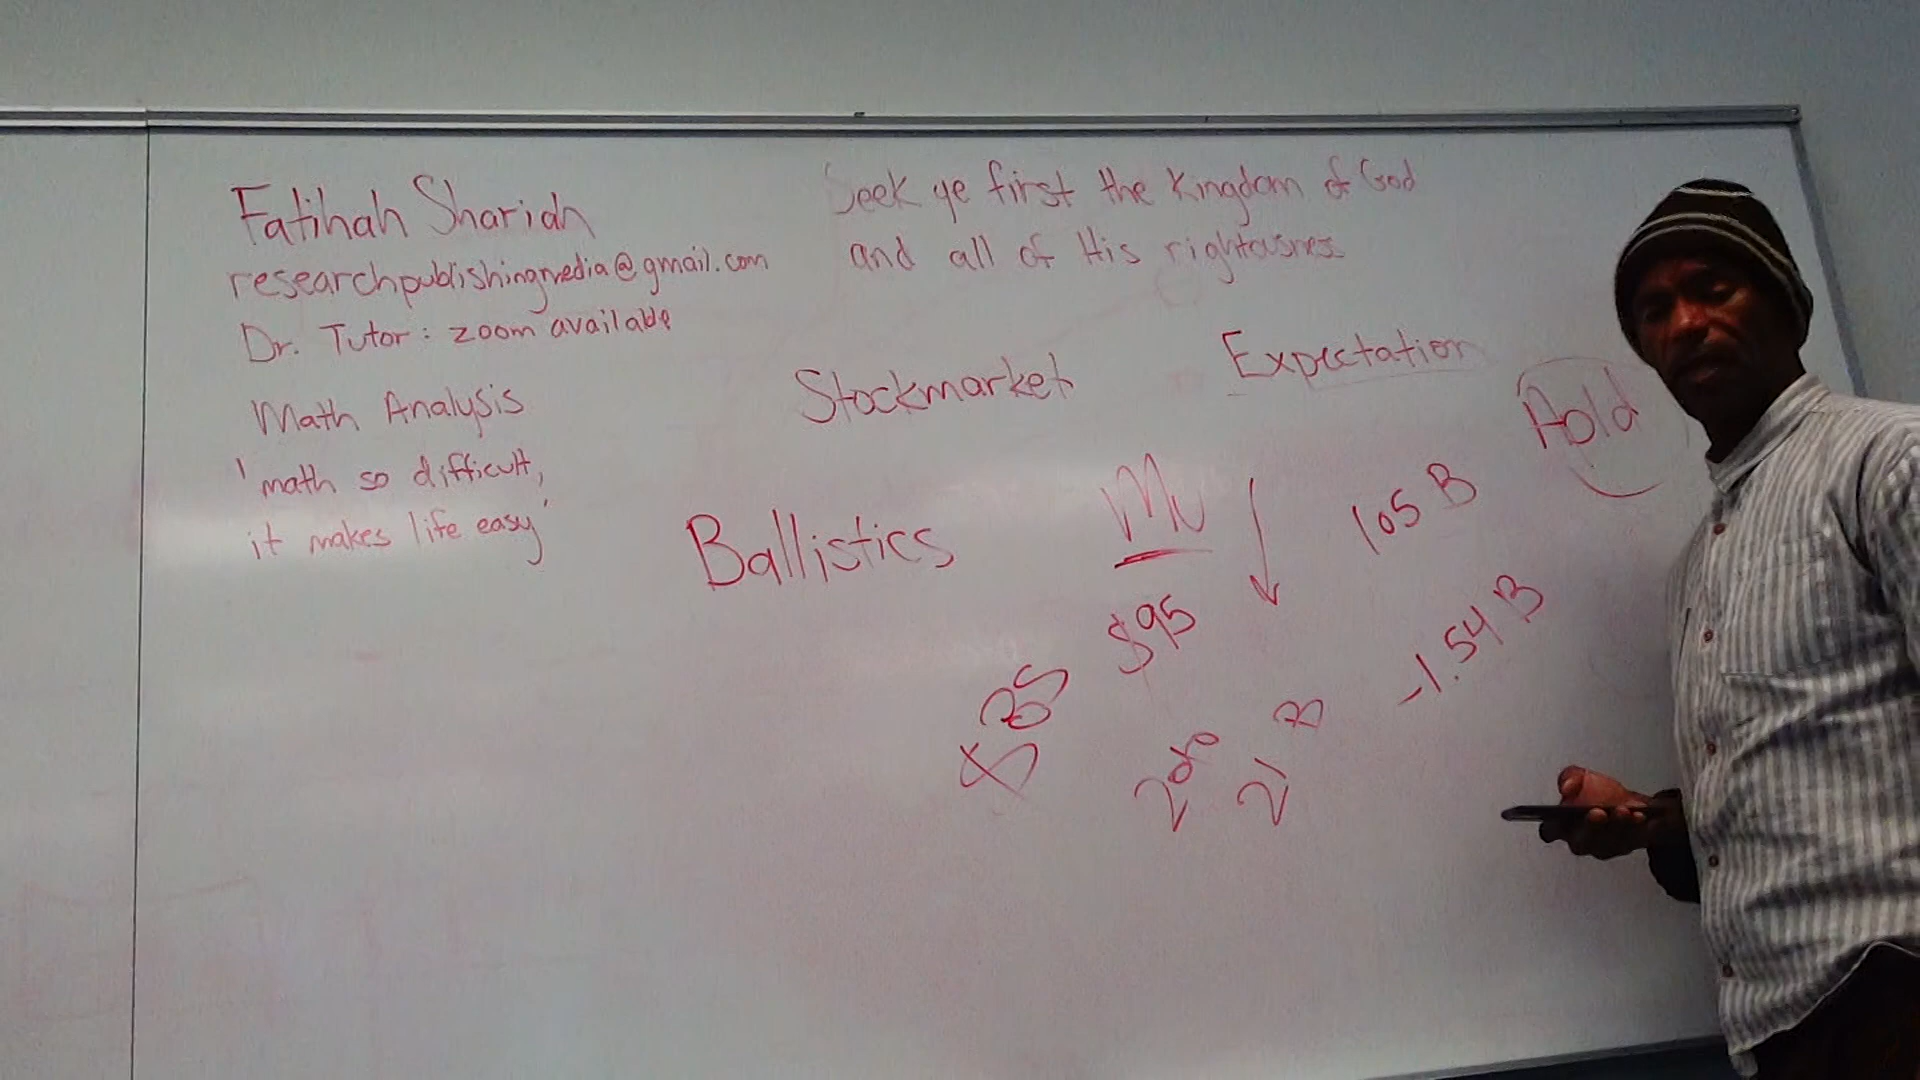 Fatihah Shariah
researchpublishingmedia@gmail.com
Dr. Tutor: zoom available
Math Analysis
'math so difficult,
it makes life easy'
Seek ye first the Kingdom of God
and all of His rightousness
Stockmarket
Expectation
Hold
Ballistics
Mu
$95
105 B
-1.54 B